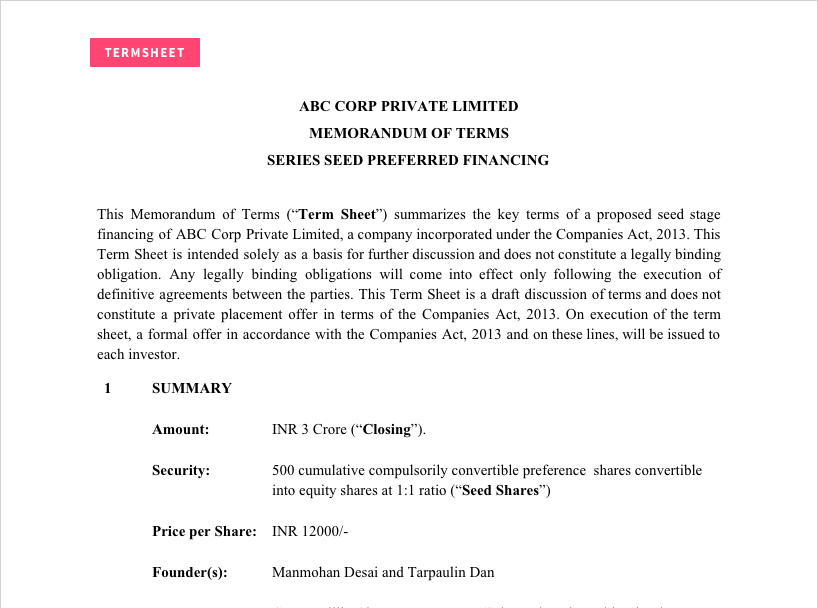 TERMSHEET
ABC CORP PRIVATE LIMITED
MEMORANDUM OF TERMS
SERIES SEED PREFERRED FINANCING
This Memorandum of Terms (“Term Sheet”) summarizes the key terms of a proposed seed stage
financing of ABC Corp Private Limited, a company incorporated under the Companies Act, 2013. This
Term Sheet is intended solely as a basis for further discussion and does not constitute a legally binding
obligation. Any legally binding obligations will come into effect only following the execution of
definitive agreements between the parties. This Term Sheet is a draft discussion of terms and does not
constitute a private placement offer in terms of the Companies Act, 2013. On execution of the term
sheet, a formal offer in accordance with the Companies Act, 2013 and on these lines, will be issued to
each investor.
1 SUMMARY
Amount: INR 3 Crore (“Closing”).
Security: 500 cumulative compulsorily convertible preference shares convertible
into equity shares at 1:1 ratio (“Seed Shares”)
Price per Share: INR 12000/-
Founder(s): Manmohan Desai and Tarpaulin Dan